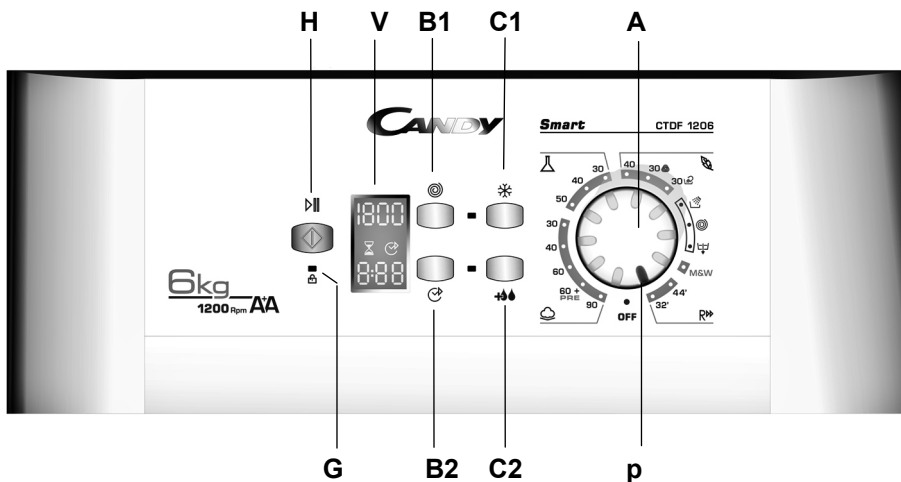 H V B1 C1 A
CANDY
Smart CTDF 1206
30 40 30
40 30
50
30
40 M&W
60 44'
60 + PRE 32'
90 OFF R
1800
8:88
6kg
1200 Rpm A+A
G B2 C2 p